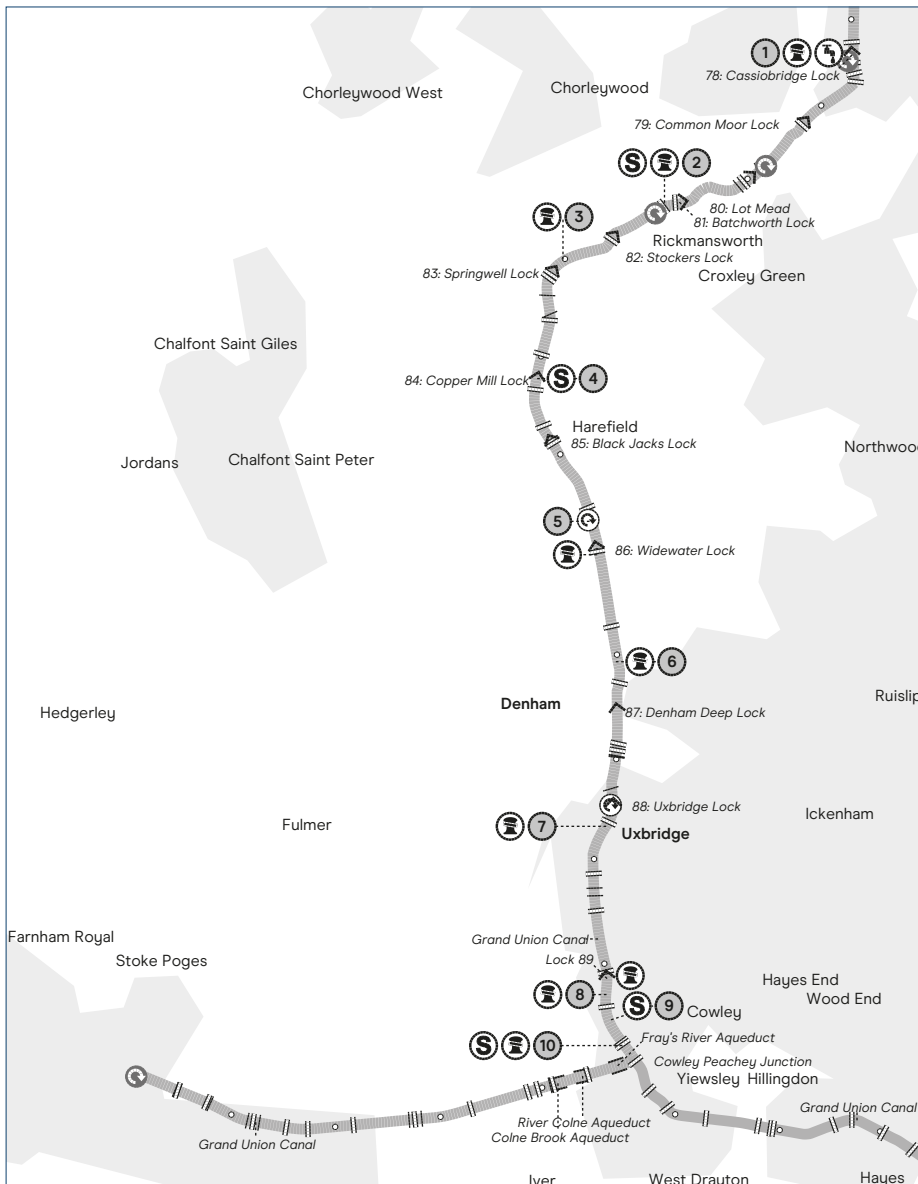 1
78: Cassiobridge Lock
Chorleywood West
Chorleywood
79: Common Moor Lock
S 2
80: Lot Mead
81: Batchworth Lock
3
Rickmansworth
82: Stockers Lock
83: Springwell Lock
Croxley Green
Chalfont Saint Giles
84: Copper Mill Lock
S 4
Harefield
85: Black Jacks Lock
Northwood
Jordans
Chalfont Saint Peter
5
86: Widewater Lock
6
Ruislip
Denham
87: Denham Deep Lock
Hedgerley
88: Uxbridge Lock
Ickenham
Fulmer
7
Uxbridge
Farnham Royal
Grand Union Canal
Stoke Poges
Lock 89
Hayes End
8
Wood End
S 9
Cowley
S 10
Fray's River Aqueduct
Cowley Peachey Junction
Yiewsley Hillingdon
Grand Union Canal
River Colne Aqueduct
Colne Brook Aqueduct
Grand Union Canal
Iver
West Drayton
Hayes